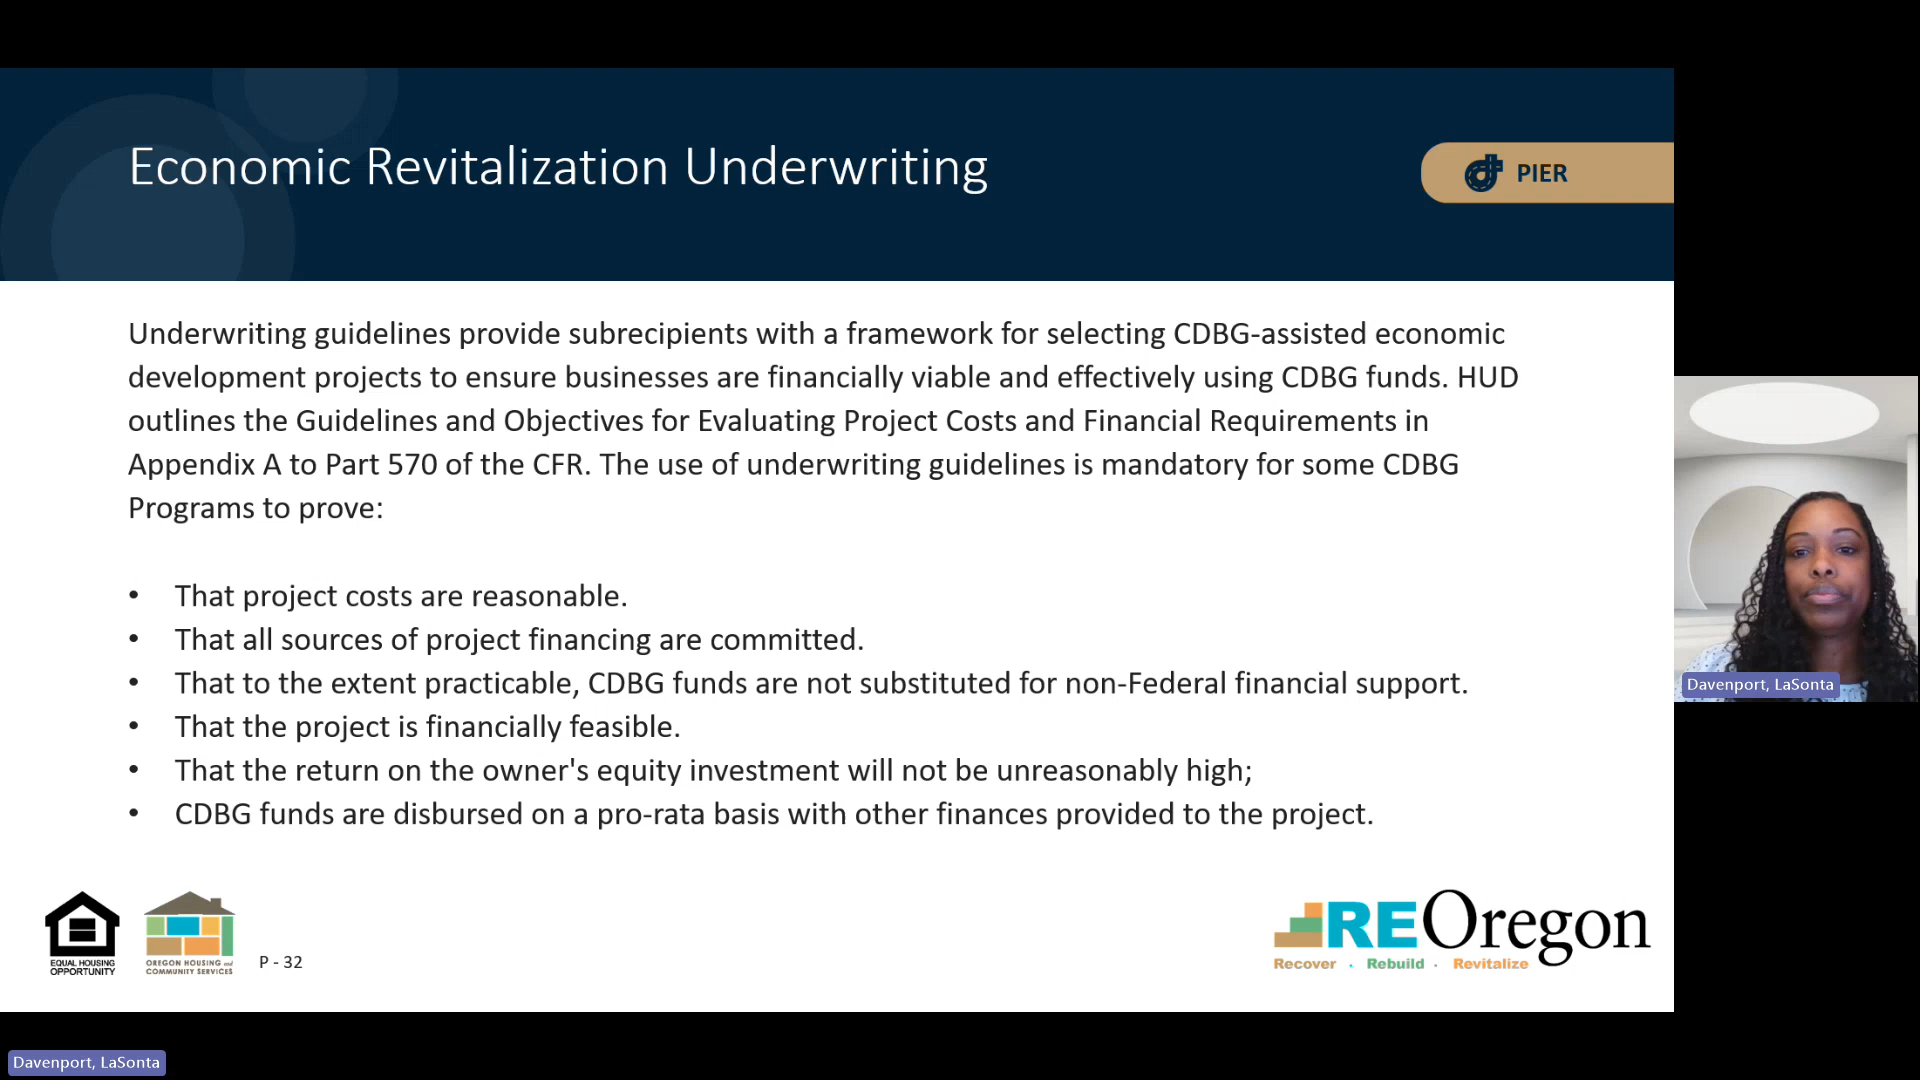 Economic Revitalization Underwriting
PIER
Underwriting guidelines provide subrecipients with a framework for selecting CDBG-assisted economic
development projects to ensure businesses are financially viable and effectively using CDBG funds. HUD
outlines the Guidelines and Objectives for Evaluating Project Costs and Financial Requirements in
Appendix A to Part 570 of the CFR. The use of underwriting guidelines is mandatory for some CDBG
Programs to prove:
• That project costs are reasonable.
• That all sources of project financing are committed.
• That to the extent practicable, CDBG funds are not substituted for non-Federal financial support.
• That the project is financially feasible.
• That the return on the owner's equity investment will not be unreasonably high;
• CDBG funds are disbursed on a pro-rata basis with other finances provided to the project.
Davenport, LaSonta
EQUAL HOUSING
OPPORTUNITY
OREGON HOUSING and
COMMUNITY SERVICES
P - 32
REOregon
Recover . Rebuild . Revitalize
Davenport, LaSonta